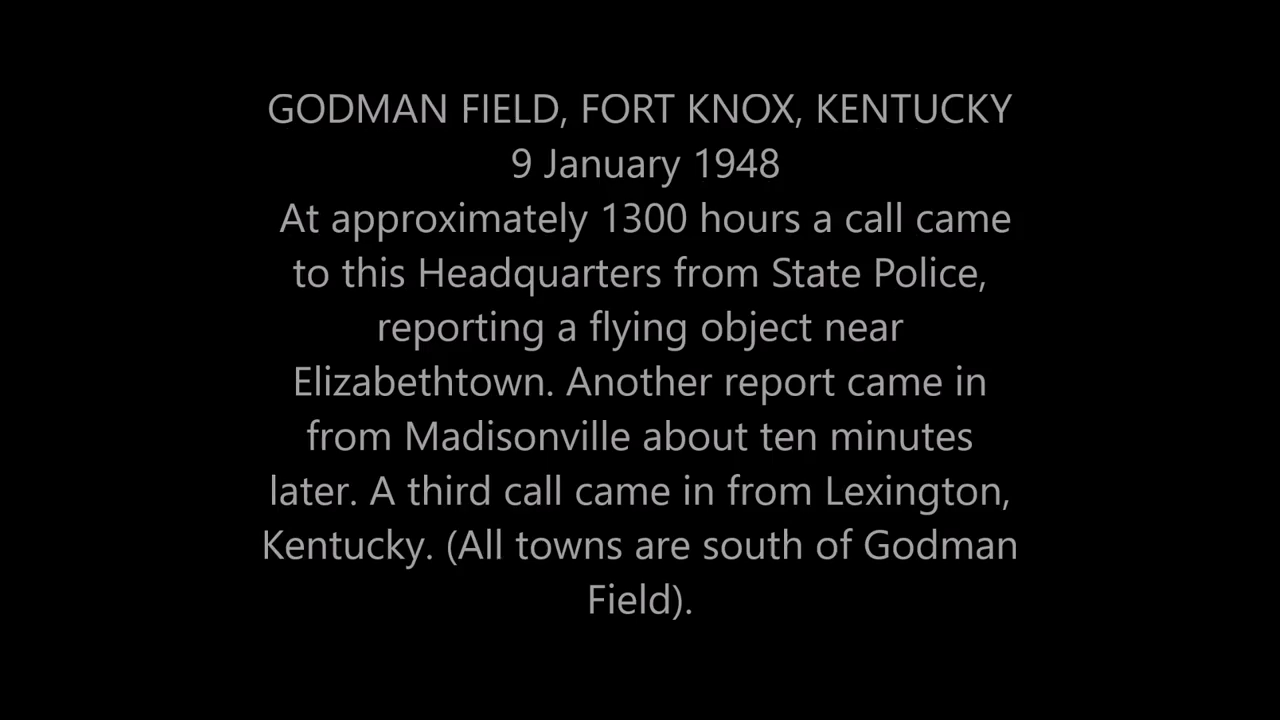 GODMAN FIELD, FORT KNOX, KENTUCKY
9 January 1948
At approximately 1300 hours a call came
to this Headquarters from State Police,
reporting a flying object near
Elizabethtown. Another report came in
from Madisonville about ten minutes
later. A third call came in from Lexington,
Kentucky. (All towns are south of Godman
Field).